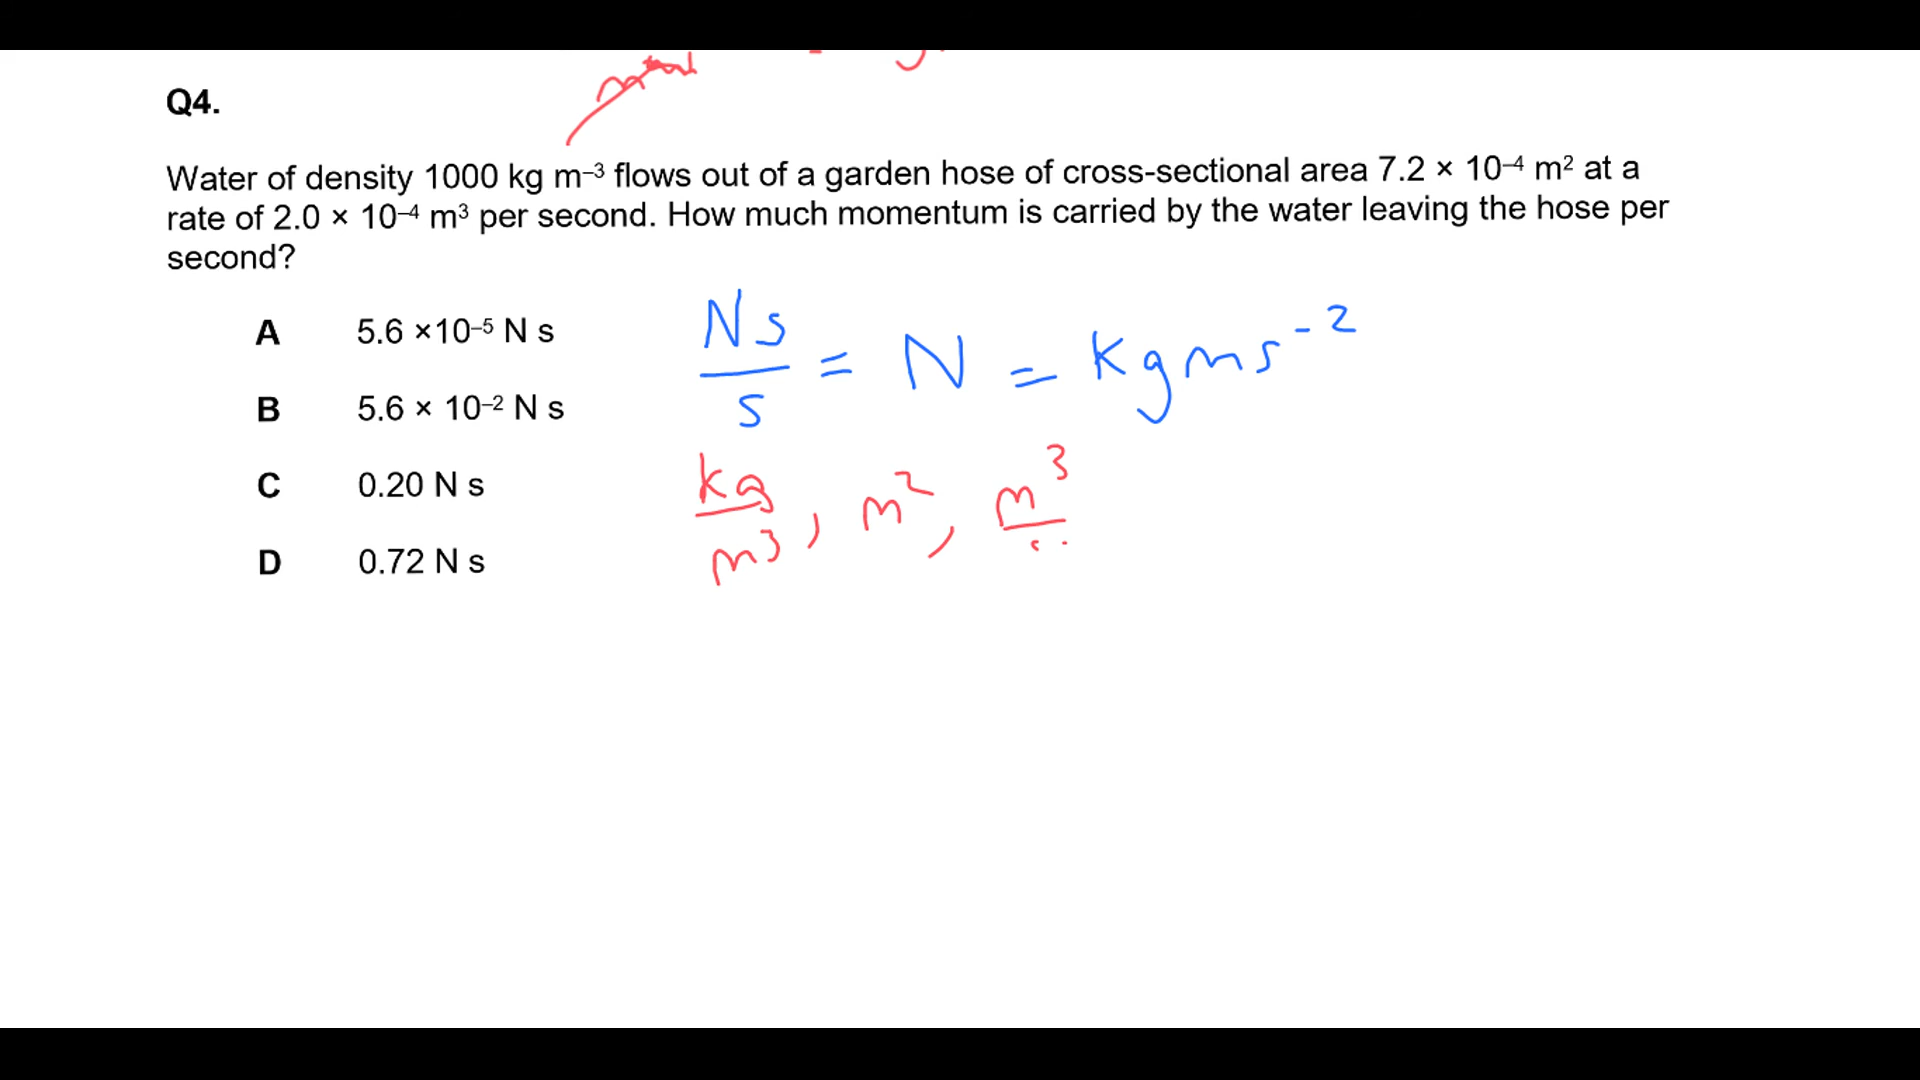 Q4.
Water of density 1000 kg m⁻³ flows out of a garden hose of cross-sectional area 7.2 × 10⁻⁴ m² at a
rate of 2.0 × 10⁻⁴ m³ per second. How much momentum is carried by the water leaving the hose per
second?
A 5.6 ×10⁻⁵ N s
B 5.6 × 10⁻² N s
C 0.20 N s
D 0.72 N s
Ns/s = N = kgms⁻²
kg/m³, m², m³/